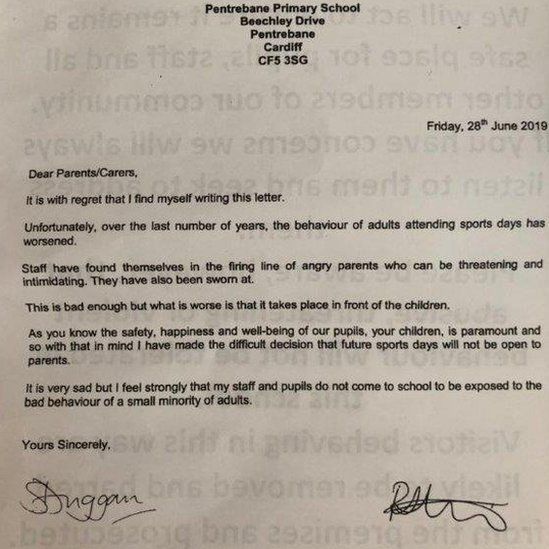 Pentrebane Primary School
Beechley Drive
Pentrebane
Cardiff
CF5 3SG
Friday, 28th June 2019
Dear Parents/Carers,
It is with regret that I find myself writing this letter.
Unfortunately, over the last number of years, the behaviour of adults attending sports days has
worsened.
Staff have found themselves in the firing line of angry parents who can be threatening and
intimidating. They have also been sworn at.
This is bad enough but what is worse is that it takes place in front of the children.
As you know the safety, happiness and well-being of our pupils, your children, is paramount and
so with that in mind I have made the difficult decision that future sports days will not be open to
parents.
It is very sad but I feel strongly that my staff and pupils do not come to school to be exposed to the
bad behaviour of a small minority of adults.
Yours Sincerely,
SDuggan